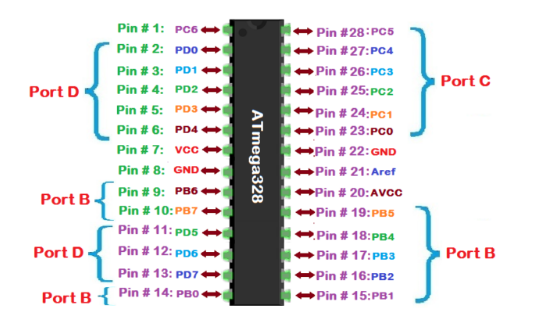 Pin # 1: PC6
Pin # 2: PD0
Pin # 3: PD1
Pin # 4: PD2
Pin # 5: PD3
Pin # 6: PD4
Pin # 7: VCC
Pin # 8: GND
Pin # 9: PB6
Pin # 10: PB7
Pin # 11: PD5
Pin # 12: PD6
Pin # 13: PD7
Pin # 14: PB0
Port D
Port B
Port D
Port B
ATmega328
Pin #28: PC5
Pin #27: PC4
Pin #26: PC3
Pin #25: PC2
Pin # 24: PC1
Pin #23: PC0
Pin # 22: GND
Pin #21: Aref
Pin #20: AVCC
Pin #19: PB5
Pin #18: PB4
Pin #17: PB3
Pin #16: PB2
Pin #15: PB1
Port C
Port B